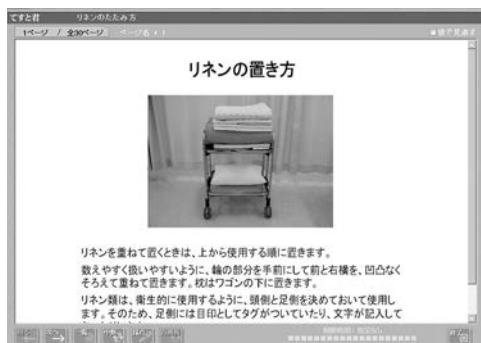 てすと君 リネンのたたみ方
1ページ / 全30ページ
リネンの置き方
リネンを重ねて置くときは、上から使用する順に置きます。
数えやすく扱いやすいように、輪の部分を手前にして前と右横を、凹凸なく
そろえて重ねて置きます。枕はワゴンの下に置きます。
リネン類は、衛生的に使用するように、頭側と足側を決めておいて使用し
ます。そのため、足側には目印としてタグがついていたり、文字が記入して